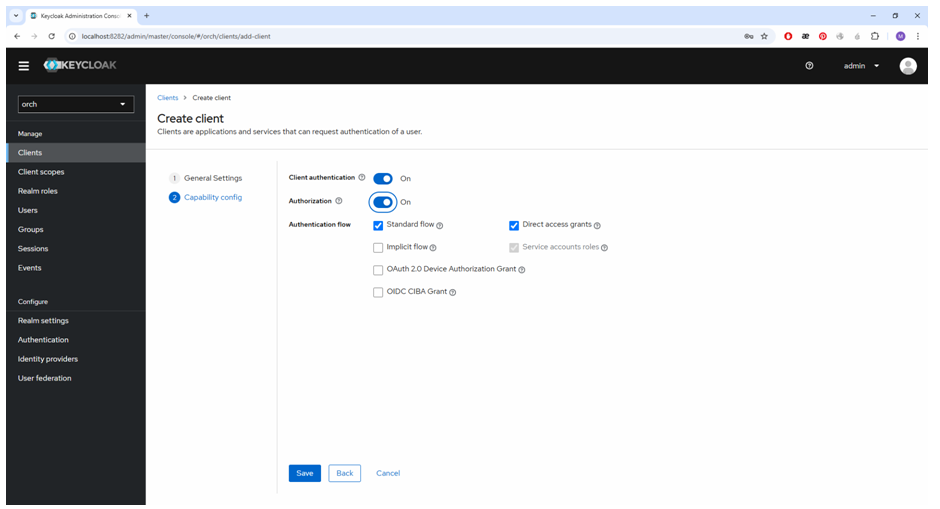 Keycloak Administration Conso
localhost:8282/admin/master/console/#/orch/clients/add-client
M
KEYCLOAK
admin
orch
Manage
Clients
Client scopes
Realm roles
Users
Groups
Sessions
Events
Configure
Realm settings
Authentication
Identity providers
User federation
Clients > Create client
Create client
Clients are applications and services that can request authentication of a user.
1 General Settings
2 Capability config
Client authentication On
Authorization On
Authentication flow Standard flow Direct access grants
Implicit flow Service accounts roles
OAuth 2.0 Device Authorization Grant
OIDC CIBA Grant
Save Back Cancel